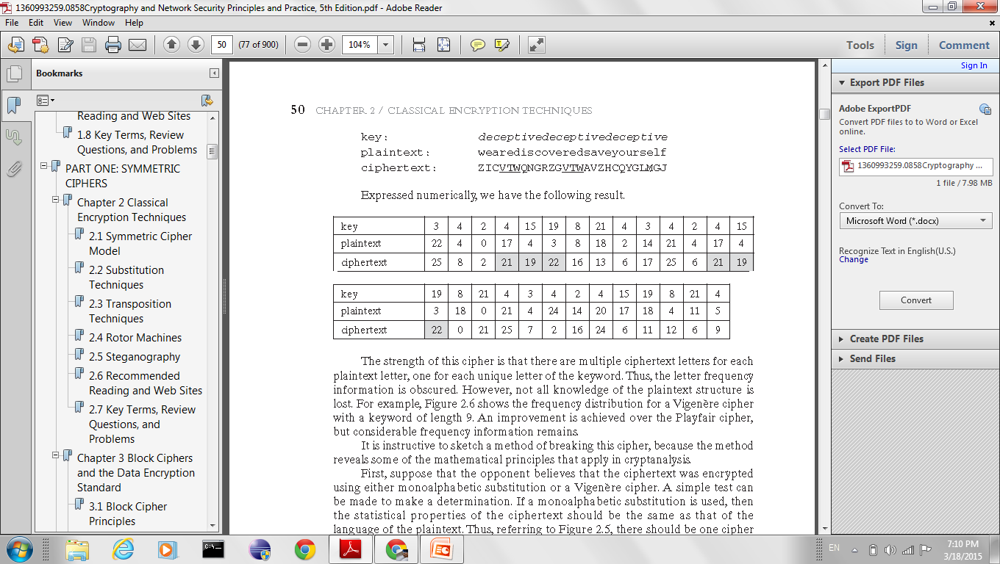 1360993259.0858Cryptography and Network Security Principles and Practice, 5th Edition.pdf - Adobe Reader
File Edit View Window Help
50 (77 of 900) 104% Tools Sign Comment
Bookmarks
Reading and Web Sites
1.8 Key Terms, Review
Questions, and Problems
PART ONE: SYMMETRIC
CIPHERS
Chapter 2 Classical
Encryption Techniques
2.1 Symmetric Cipher
Model
2.2 Substitution
Techniques
2.3 Transposition
Techniques
2.4 Rotor Machines
2.5 Steganography
2.6 Recommended
Reading and Web Sites
2.7 Key Terms, Review
Questions, and
Problems
Chapter 3 Block Ciphers
and the Data Encryption
Standard
3.1 Block Cipher
Principles
50 CHAPTER 2 / CLASSICAL ENCRYPTION TECHNIQUES
key: deceptivedeceptivedeceptive
plaintext: wearediscoveredsaveyourself
ciphertext: ZICVTWQNGRZGVTWAVZHCQYGLMGJ
Expressed numerically, we have the following result.
key 3 4 2 4 15 19 8 21 4 3 4 2 4 15
plaintext 22 4 0 17 4 3 8 18 2 14 21 4 17 4
ciphertext 25 8 2 21 19 22 16 13 6 17 25 6 21 19
key 19 8 21 4 3 4 2 4 15 19 8 21 4
plaintext 3 18 0 21 4 24 14 20 17 18 4 11 5
ciphertext 22 0 21 25 7 2 16 24 6 11 12 6 9
The strength of this cipher is that there are multiple ciphertext letters for each
plaintext letter, one for each unique letter of the keyword. Thus, the letter frequency
information is obscured. However, not all knowledge of the plaintext structure is
lost. For example, Figure 2.6 shows the frequency distribution for a Vigenère cipher
with a keyword of length 9. An improvement is achieved over the Playfair cipher,
but considerable frequency information remains.
It is instructive to sketch a method of breaking this cipher, because the method
reveals some of the mathematical principles that apply in cryptanalysis.
First, suppose that the opponent believes that the ciphertext was encrypted
using either monoalphabetic substitution or a Vigenère cipher. A simple test can
be made to make a determination. If a monoalphabetic substitution is used, then
the statistical properties of the ciphertext should be the same as that of the
language of the plaintext. Thus, referring to Figure 2.5, there should be one cipher
Sign In
Export PDF Files
Adobe ExportPDF
Convert PDF files to to Word or Excel
online.
Select PDF File:
1360993259.0858Cryptography ...
1 file / 7.98 MB
Convert To:
Microsoft Word (*.docx)
Recognize Text in English(U.S.)
Change
Convert
Create PDF Files
Send Files
EN 7:10 PM
3/18/2015